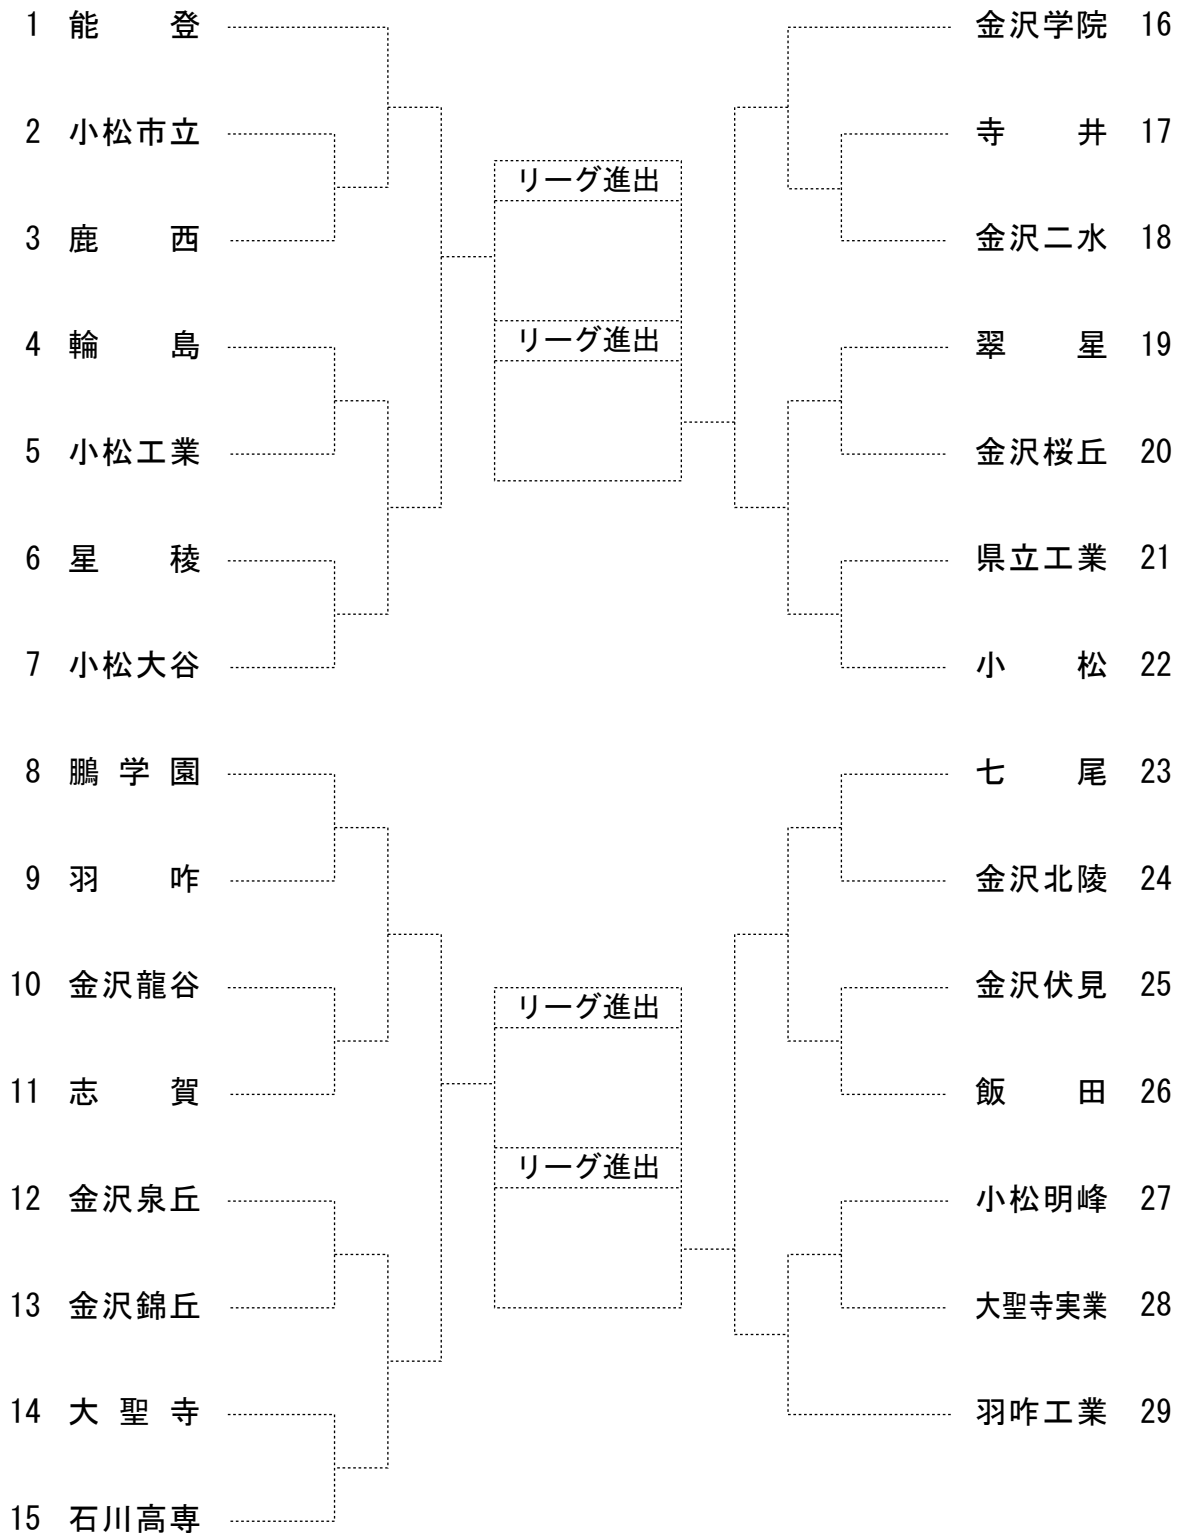 1 能登
2 小松市立
3 鹿西
4 輪島
5 小松工業
6 星稜
7 小松大谷
8 鵬学園
9 羽咋
10 金沢龍谷
11 志賀
12 金沢泉丘
13 金沢錦丘
14 大聖寺
15 石川高専
リーグ進出
リーグ進出
リーグ進出
リーグ進出
金沢学院 16
寺井 17
金沢二水 18
翠星 19
金沢桜丘 20
県立工業 21
小松 22
七尾 23
金沢北陵 24
金沢伏見 25
飯田 26
小松明峰 27
大聖寺実業 28
羽咋工業 29